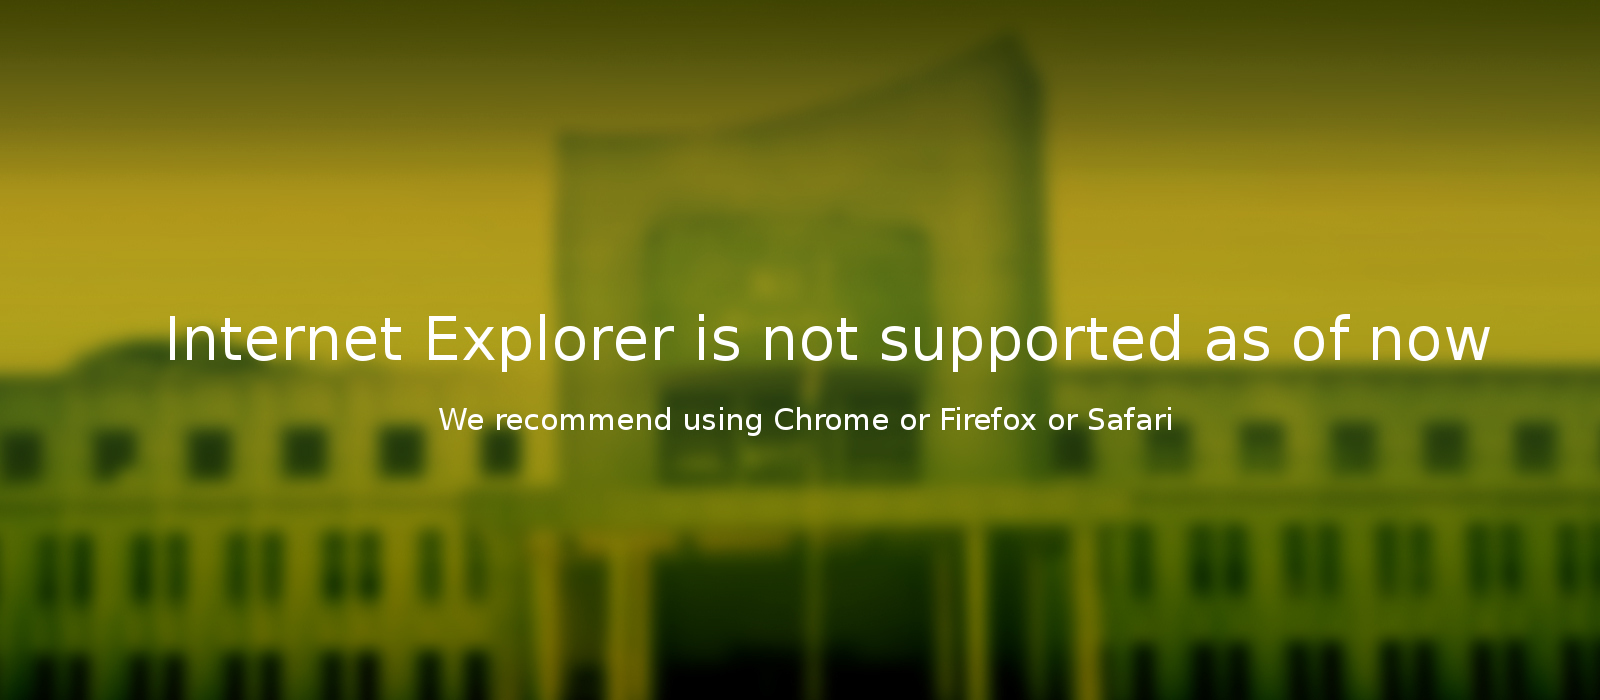 Internet Explorer is not supported as of now
We recommend using Chrome or Firefox or Safari